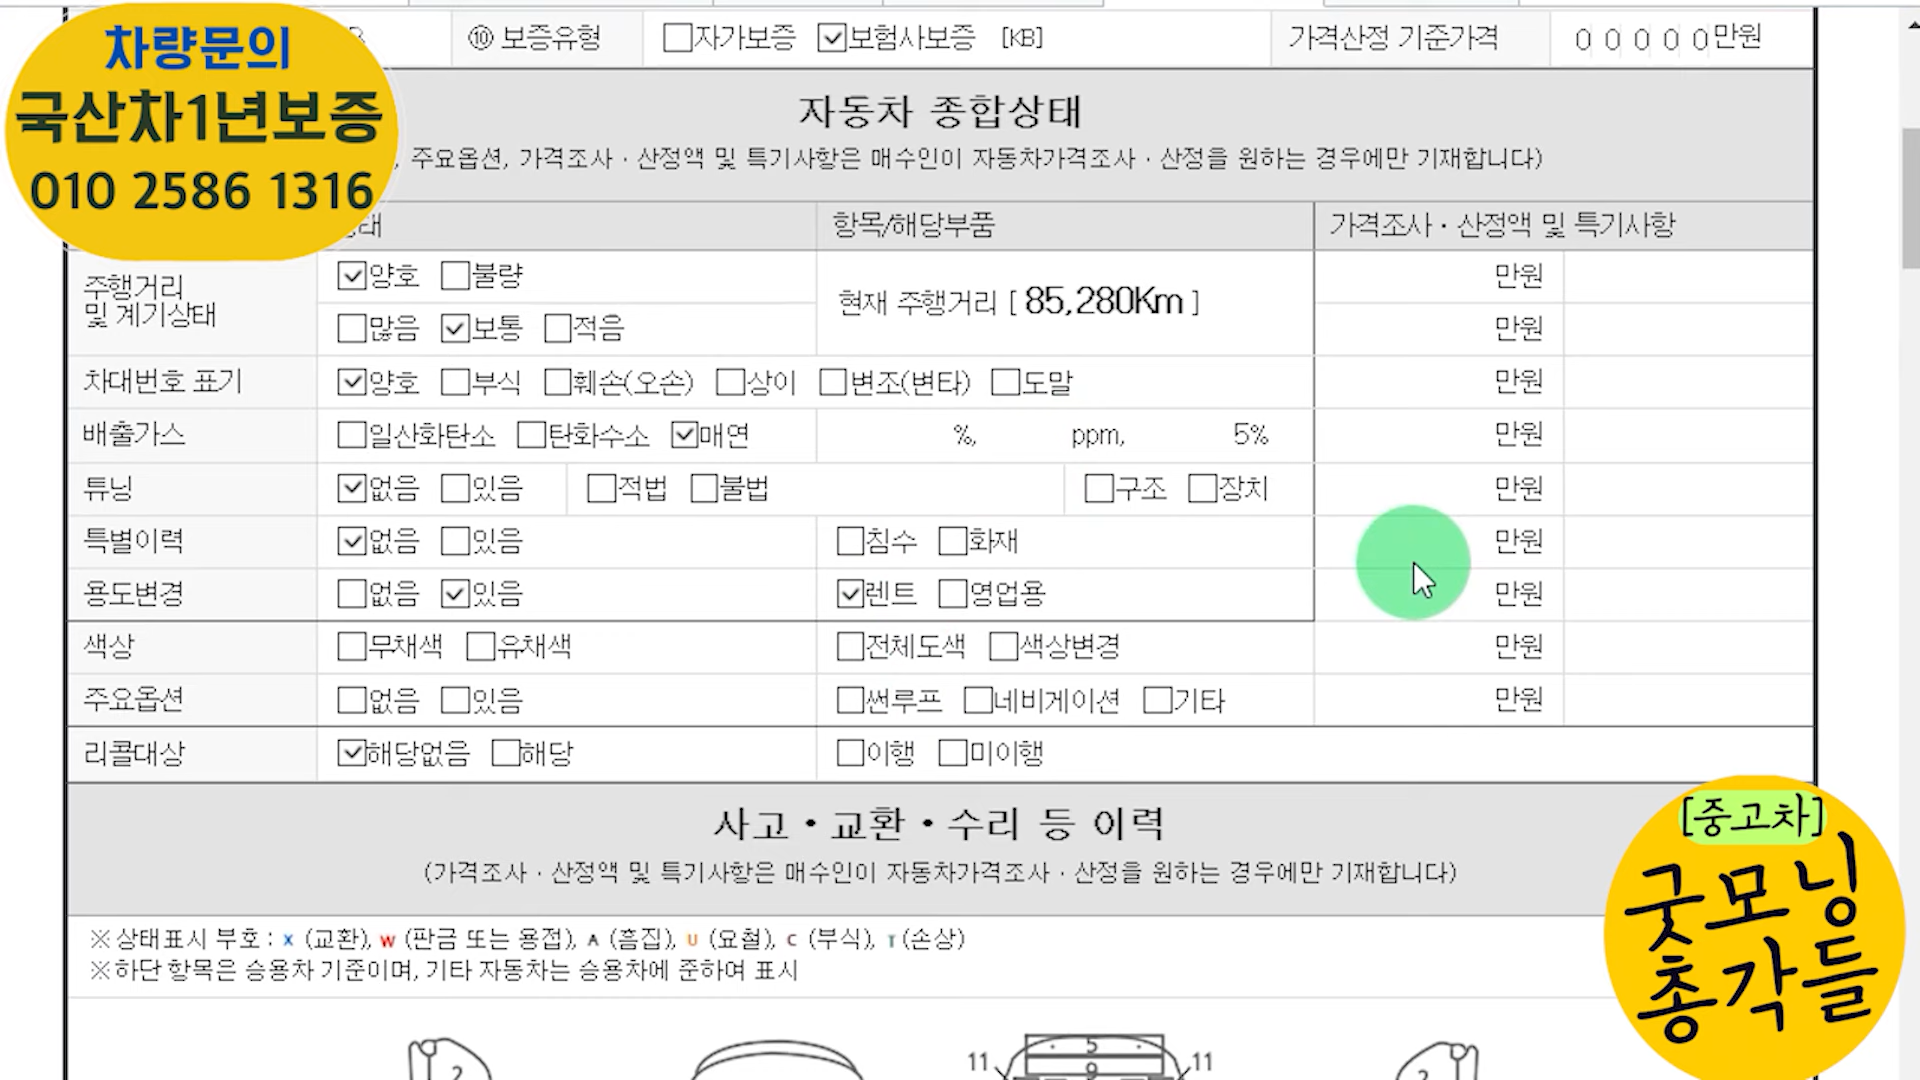 차량문의
국산차1년보증
010 2586 1316
⑩ 보증유형 □자가보증 ☑보험사보증 [KB] 가격산정 기준가격 0 0 0 0 0 만원
자동차 종합상태
, 주요옵션, 가격조사 · 산정액 및 특기사항은 매수인이 자동차가격조사 · 산정을 원하는 경우에만 기재합니다)
상태 항목/해당부품 가격조사 · 산정액 및 특기사항
주행거리
및 계기상태
☑양호 □불량 만원
현재 주행거리 [ 85,280Km ]
□많음 ☑보통 □적음 만원
차대번호 표기 ☑양호 □부식 □훼손(오손) □상이 □변조(변타) □도말 만원
배출가스 □일산화탄소 □탄화수소 ☑매연 %, ppm, 5% 만원
튜닝 ☑없음 □있음 □적법 □불법 □구조 □장치 만원
특별이력 ☑없음 □있음 □침수 □화재 만원
용도변경 □없음 ☑있음 ☑렌트 □영업용 만원
색상 □무채색 □유채색 □전체도색 □색상변경 만원
주요옵션 □없음 □있음 □썬루프 □네비게이션 □기타 만원
리콜대상 ☑해당없음 □해당 □이행 □미이행
사고 • 교환 • 수리 등 이력
(가격조사 · 산정액 및 특기사항은 매수인이 자동차가격조사 · 산정을 원하는 경우에만 기재합니다)
※ 상태표시 부호 : X (교환), W (판금 또는 용접), A (흠집), U (요철), C (부식), T (손상)
※ 하단 항목은 승용차 기준이며, 기타 자동차는 승용차에 준하여 표시
2 11 5 9 11 2
[중고차]
굿모닝
총각들